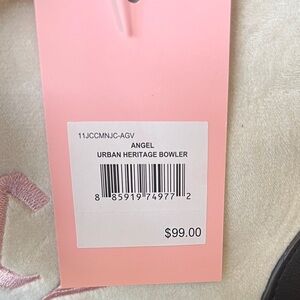 11JCCMNJC-AGV
ANGEL
URBAN HERITAGE BOWLER
8 85919 74977 2
$99.00